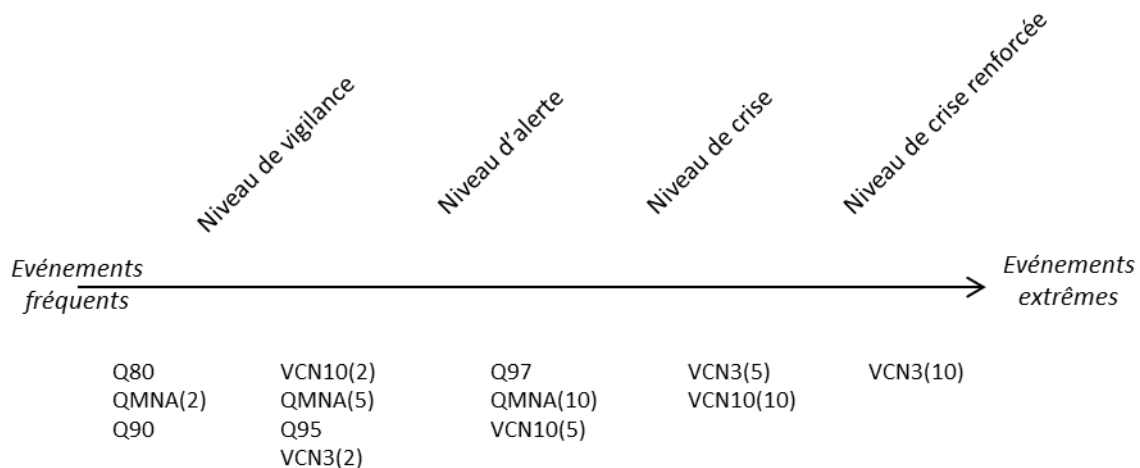 Niveau de vigilance
Niveau d’alerte
Niveau de crise
Niveau de crise renforcée
Evénements
fréquents
Evénements
extrêmes
Q80
QMNA(2)
Q90
VCN10(2)
QMNA(5)
Q95
VCN3(2)
Q97
QMNA(10)
VCN10(5)
VCN3(5)
VCN10(10)
VCN3(10)